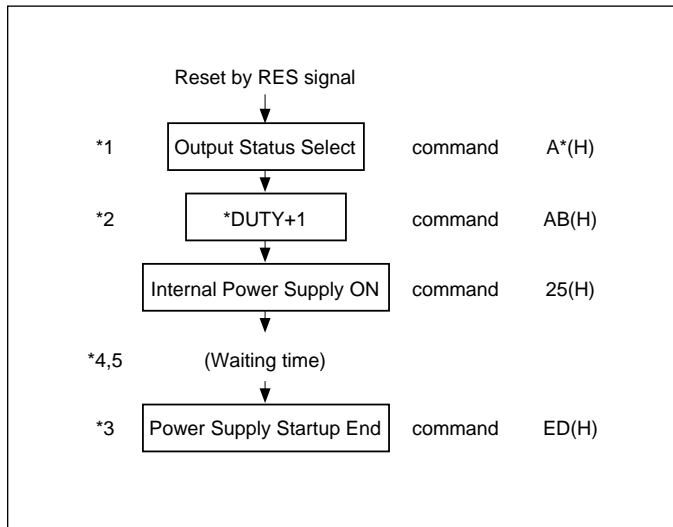 Reset by RES signal
*1 Output Status Select command A*(H)
*2 *DUTY+1 command AB(H)
Internal Power Supply ON command 25(H)
*4,5 (Waiting time)
*3 Power Supply Startup End command ED(H)